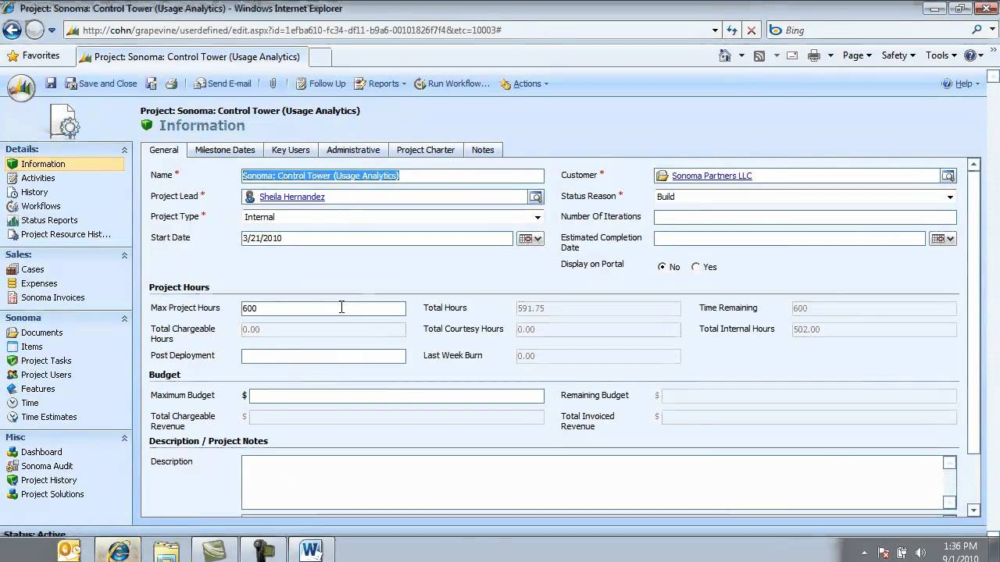 Project: Sonoma: Control Tower (Usage Analytics) - Windows Internet Explorer
http://cohn/grapevine/userdefined/edit.aspx?id=1efba610-fc34-df11-b9a6-00101826f7f4&etc=10003#
Bing
Favorites
Project: Sonoma: Control Tower (Usage Analytics)
Page
Safety
Tools
Save and Close
Send E-mail
Follow Up
Reports
Run Workflow...
Actions
Help
Project: Sonoma: Control Tower (Usage Analytics)
Information
Details:
Information
Activities
History
Workflows
Status Reports
Project Resource Hist...
Sales:
Cases
Expenses
Sonoma Invoices
Sonoma
Documents
Items
Project Tasks
Project Users
Features
Time
Time Estimates
Misc
Dashboard
Sonoma Audit
Project History
Project Solutions
General
Milestone Dates
Key Users
Administrative
Project Charter
Notes
Name *
Sonoma: Control Tower (Usage Analytics)
Customer *
Sonoma Partners LLC
Project Lead *
Sheila Hernandez
Status Reason *
Build
Project Type *
Internal
Number Of Iterations
Start Date
3/21/2010
Estimated Completion
Date
Display on Portal
No
Yes
Project Hours
Max Project Hours
600
Total Hours
591.75
Time Remaining
600
Total Chargeable
Hours
0.00
Total Courtesy Hours
0.00
Total Internal Hours
502.00
Post Deployment
Last Week Burn
0.00
Budget
Maximum Budget
$
Remaining Budget
$
Total Chargeable
Revenue
$
Total Invoiced
Revenue
$
Description / Project Notes
Description
Status: Active
1:36 PM
9/1/2010